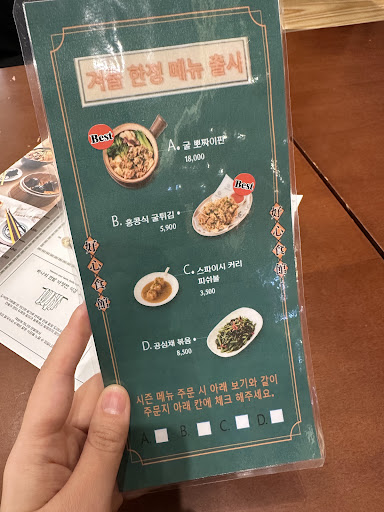 겨울 한정 메뉴 출시
Best
A. 굴 뽀짜이판
18,000
Best
B. 홍콩식 굴튀김
5,900
C. 스파이시 커리
피쉬볼
3,500
D. 공심채 볶음
8,500
시즌 메뉴 주문 시 아래 보기와 같이
주문지 아래 칸에 체크 해주세요.
A. B. C. D.